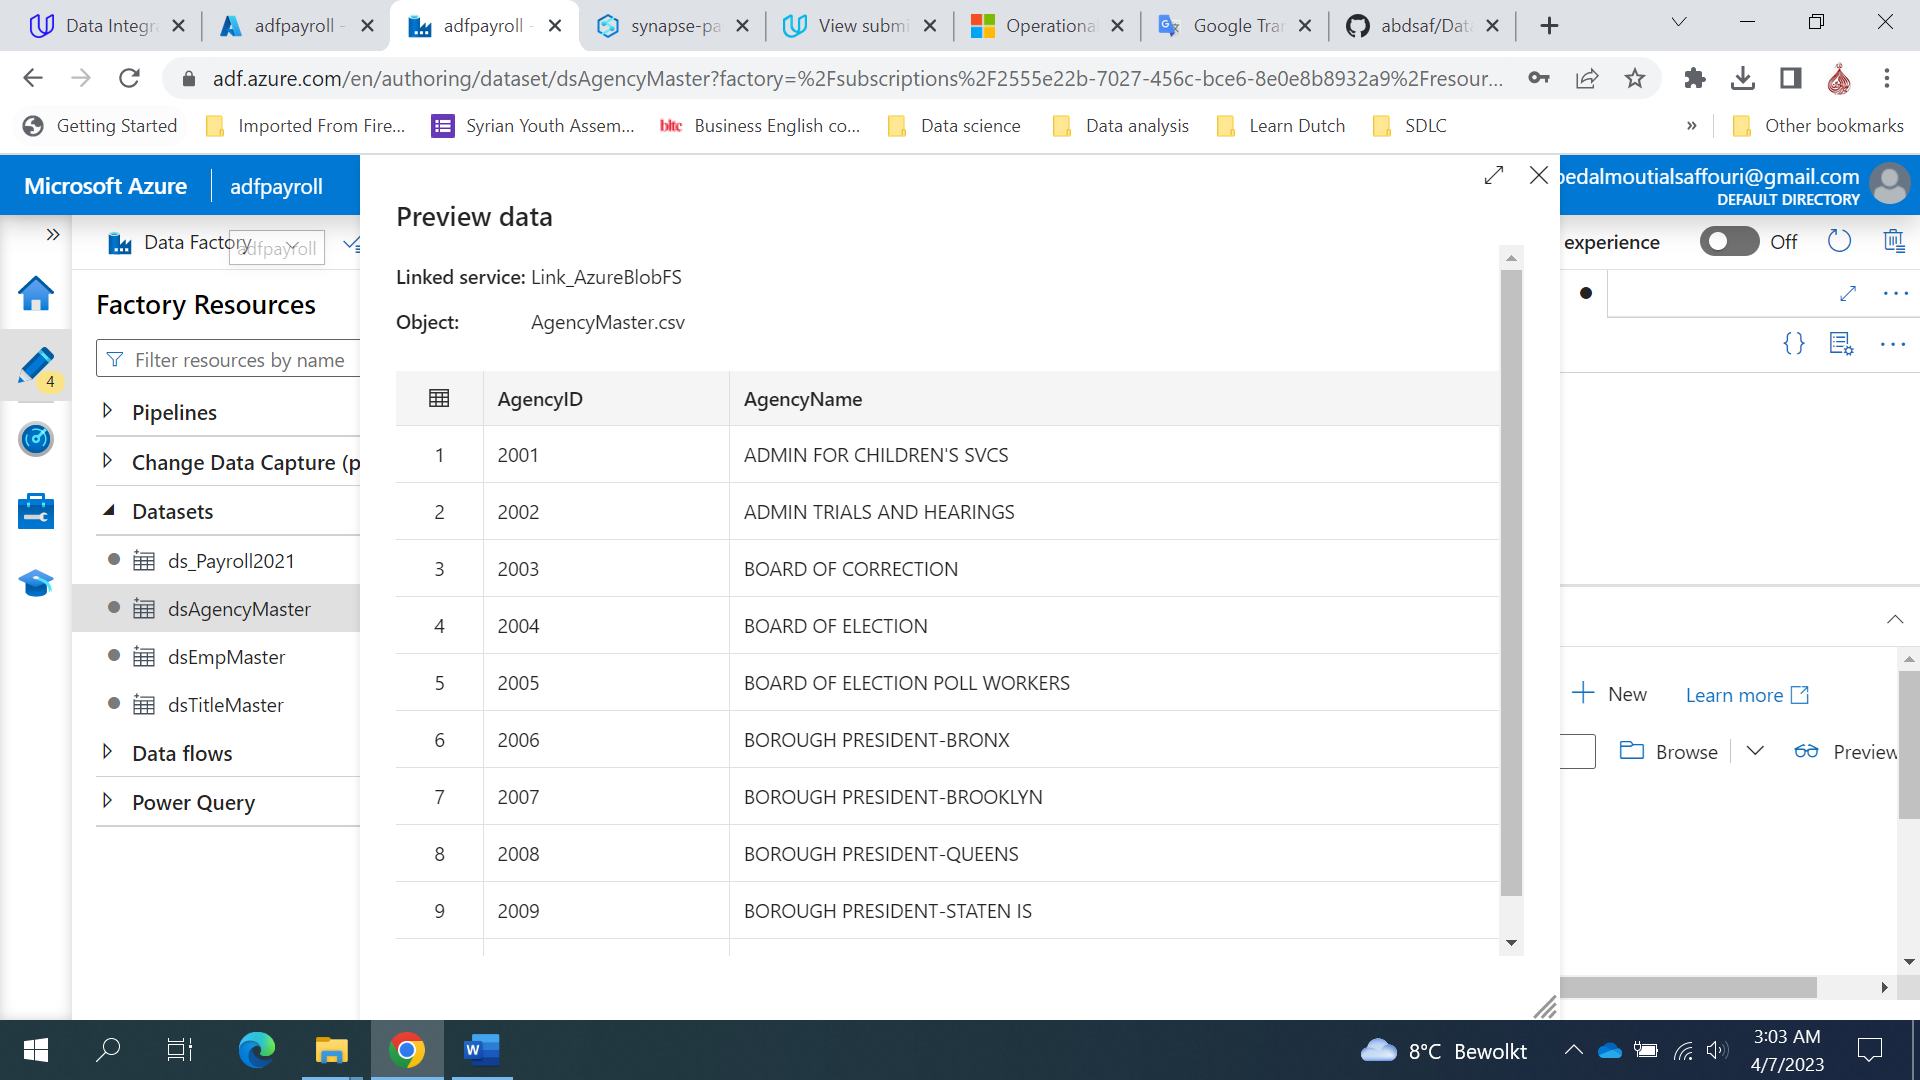 Data Integra
adfpayroll -
adfpayroll -
synapse-pa
View submi
Operational
Google Tran
abdsaf/Data
adf.azure.com/en/authoring/dataset/dsAgencyMaster?factory=%2Fsubscriptions%2F2555e22b-7027-456c-bce6-8e0e8b8932a9%2Fresour...
Getting Started
Imported From Fire...
Syrian Youth Assem...
bltc Business English co...
Data science
Data analysis
Learn Dutch
SDLC
»
Other bookmarks
Microsoft Azure
adfpayroll
bedalmoutialsaffouri@gmail.com
DEFAULT DIRECTORY
Data Factory
adfpayroll
experience
Off
Factory Resources
Filter resources by name
4
Pipelines
Change Data Capture (p
Datasets
ds_Payroll2021
dsAgencyMaster
dsEmpMaster
dsTitleMaster
Data flows
Power Query
Preview data
Linked service: Link_AzureBlobFS
Object: AgencyMaster.csv
AgencyID AgencyName
1 2001 ADMIN FOR CHILDREN'S SVCS
2 2002 ADMIN TRIALS AND HEARINGS
3 2003 BOARD OF CORRECTION
4 2004 BOARD OF ELECTION
5 2005 BOARD OF ELECTION POLL WORKERS
6 2006 BOROUGH PRESIDENT-BRONX
7 2007 BOROUGH PRESIDENT-BROOKLYN
8 2008 BOROUGH PRESIDENT-QUEENS
9 2009 BOROUGH PRESIDENT-STATEN IS
New
Learn more
Browse
Preview
8°C Bewolkt
3:03 AM
4/7/2023